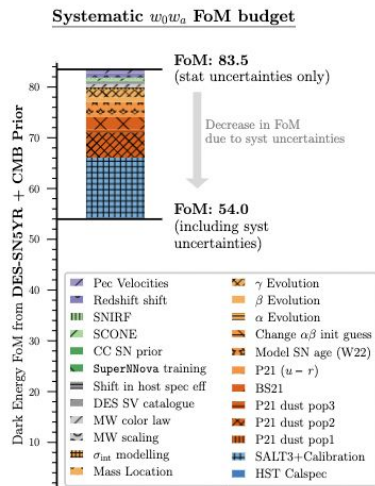 Systematic w₀wₐ FoM budget
FoM: 83.5
(stat uncertainties only)
Decrease in FoM
due to syst uncertainties
FoM: 54.0
(including syst
uncertainties)
Dark Energy FoM from DES-SN5YR + CMB Prior
80
70
60
50
40
30
20
10
Pec Velocities
Redshift shift
SNIRF
SCONE
CC SN prior
SuperNNova training
Shift in host spec eff
DES SV catalogue
MW color law
MW scaling
σint modelling
Mass Location
γ Evolution
β Evolution
α Evolution
Change αβ init guess
Model SN age (W22)
P21 (u − r)
BS21
P21 dust pop3
P21 dust pop2
P21 dust pop1
SALT3+Calibration
HST Calspec